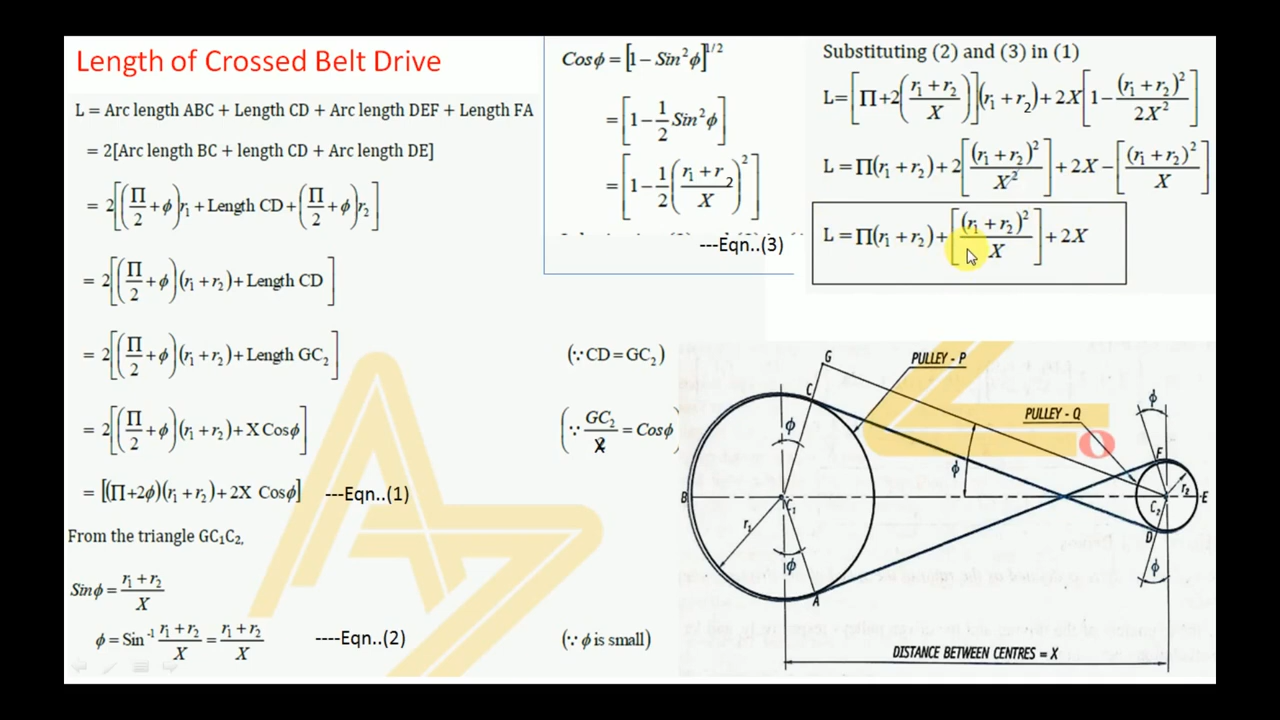 Length of Crossed Belt Drive
L = Arc length ABC + Length CD + Arc length DEF + Length FA
= 2[Arc length BC + length CD + Arc length DE]
= 2[(Π/2 + ϕ)r₁ + Length CD + (Π/2 + ϕ)r₂]
= 2[(Π/2 + ϕ)(r₁ + r₂) + Length CD]
= 2[(Π/2 + ϕ)(r₁ + r₂) + Length GC₂] (∵ CD = GC₂)
= 2[(Π/2 + ϕ)(r₁ + r₂) + X Cosϕ] (∵ GC₂/X = Cosϕ)
= [(Π+2ϕ)(r₁ + r₂) + 2X Cosϕ] ---Eqn..(1)
From the triangle GC₁C₂,
Sinϕ = (r₁ + r₂)/X
ϕ = Sin⁻¹ (r₁ + r₂)/X = (r₁ + r₂)/X ----Eqn..(2) (∵ ϕ is small)
Cosϕ = [1 − Sin²ϕ]^1/2
= [1 − 1/2 Sin²ϕ]
= [1 − 1/2 ((r₁ + r₂)/X)²]
---Eqn..(3)
Substituting (2) and (3) in (1)
L = [Π+2((r₁ + r₂)/X)](r₁ + r₂) + 2X[1 − (r₁ + r₂)²/2X²]
L = Π(r₁ + r₂) + 2[(r₁ + r₂)²/X²] + 2X − [(r₁ + r₂)²/X]
L = Π(r₁ + r₂) + [(r₁ + r₂)²/X] + 2X
G
PULLEY - P
C
ϕ
PULLEY - Q
ϕ
O
F
ϕ
r₂
B
C₁
C₂
E
r₁
D
ϕ
ϕ
A
DISTANCE BETWEEN CENTRES = X